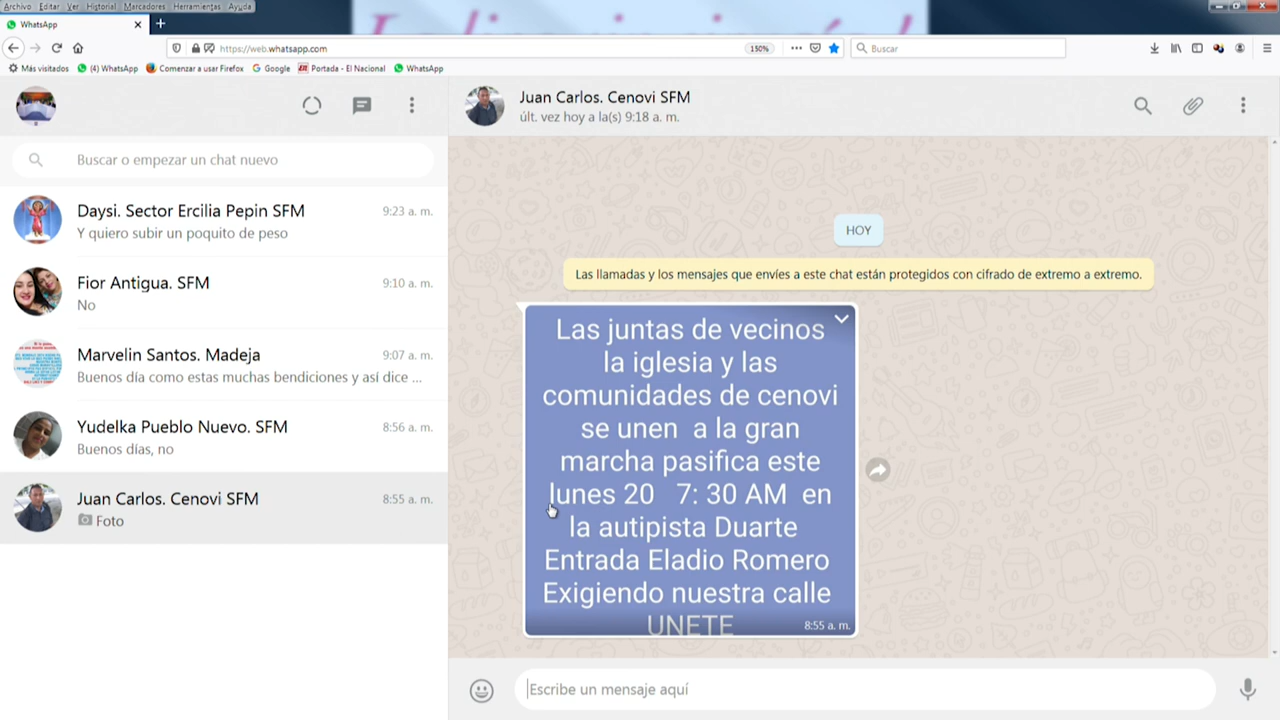 Archivo Editar Ver Historial Marcadores Herramientas Ayuda
WhatsApp
https://web.whatsapp.com
150%
Buscar
Más visitados
(4) WhatsApp
Comenzar a usar Firefox
Google
Portada - El Nacional
WhatsApp
Buscar o empezar un chat nuevo
Daysi. Sector Ercilia Pepin SFM
9:23 a. m.
Y quiero subir un poquito de peso
Fior Antigua. SFM
9:10 a. m.
No
Marvelin Santos. Madeja
9:07 a. m.
Buenos día como estas muchas bendiciones y así dice ...
Yudelka Pueblo Nuevo. SFM
8:56 a. m.
Buenos días, no
Juan Carlos. Cenovi SFM
8:55 a. m.
Foto
Juan Carlos. Cenovi SFM
últ. vez hoy a la(s) 9:18 a. m.
HOY
Las llamadas y los mensajes que envíes a este chat están protegidos con cifrado de extremo a extremo.
Las juntas de vecinos
la iglesia y las
comunidades de cenovi
se unen a la gran
marcha pasifica este
lunes 20 7: 30 AM en
la autipista Duarte
Entrada Eladio Romero
Exigiendo nuestra calle
UNETE
8:55 a. m.
Escribe un mensaje aquí